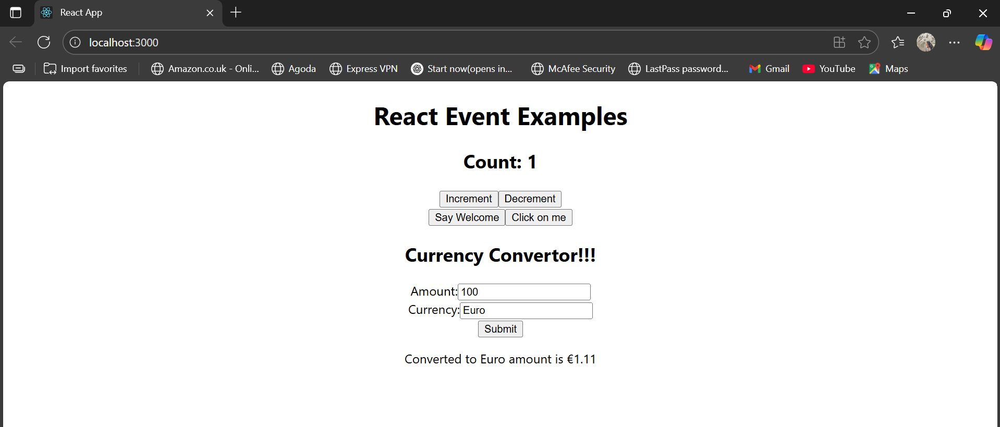 React App
localhost:3000
Import favorites Amazon.co.uk - Onli... Agoda Express VPN Start now(opens in... McAfee Security LastPass password... Gmail YouTube Maps
React Event Examples
Count: 1
Increment Decrement
Say Welcome Click on me
Currency Convertor!!!
Amount: 100
Currency: Euro
Submit
Converted to Euro amount is €1.11